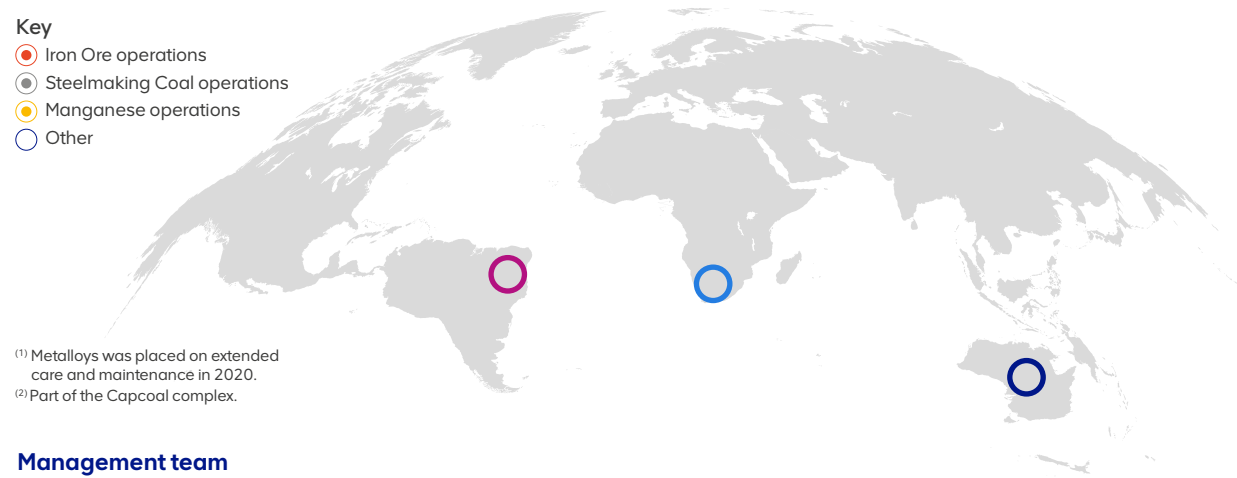 Key
Iron Ore operations
Steelmaking Coal operations
Manganese operations
Other
(1) Metalloys was placed on extended
care and maintenance in 2020.
(2) Part of the Capcoal complex.
Management team